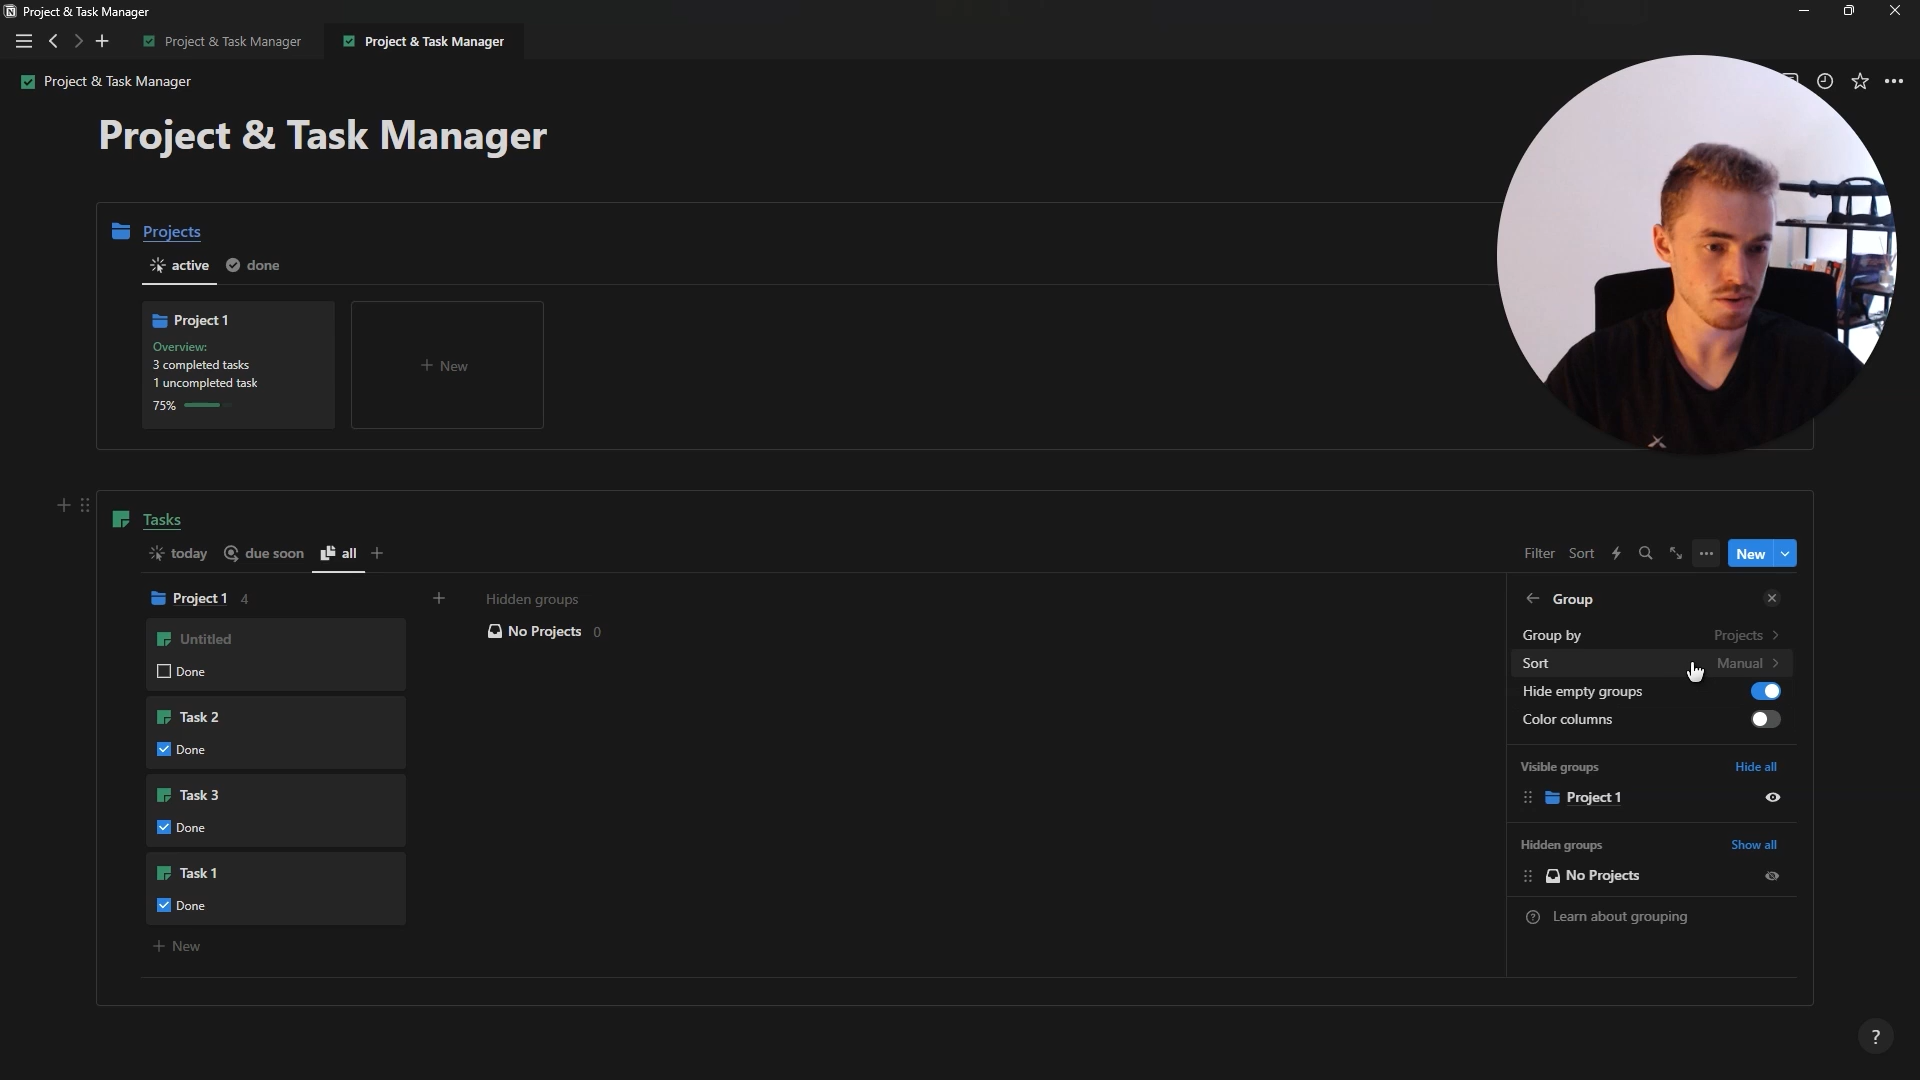 Project & Task Manager
Project & Task Manager
Project & Task Manager
Project & Task Manager
Project & Task Manager
Projects
active
done
Project 1
Overview:
3 completed tasks
1 uncompleted task
75%
+ New
Tasks
today
due soon
all
Filter
Sort
New
Project 1 4
Hidden groups
No Projects 0
Untitled
Done
Task 2
Done
Task 3
Done
Task 1
Done
+ New
Group
Group by Projects
Sort Manual
Hide empty groups
Color columns
Visible groups Hide all
Project 1
Hidden groups Show all
No Projects
Learn about grouping
?